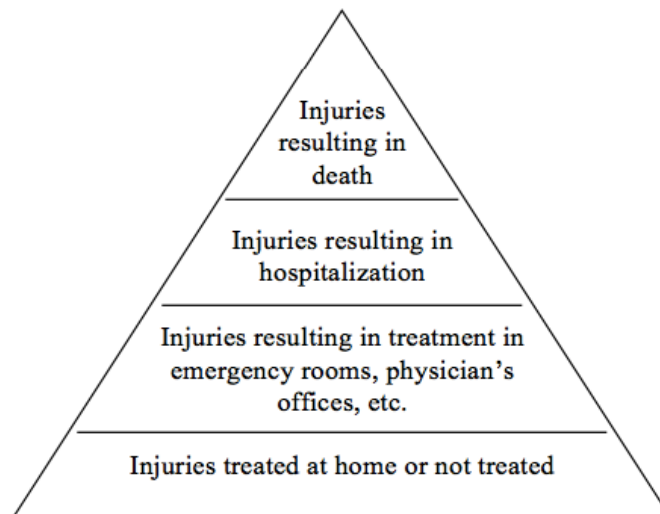 Injuries
resulting in
death
Injuries resulting in
hospitalization
Injuries resulting in treatment in
emergency rooms, physician’s
offices, etc.
Injuries treated at home or not treated